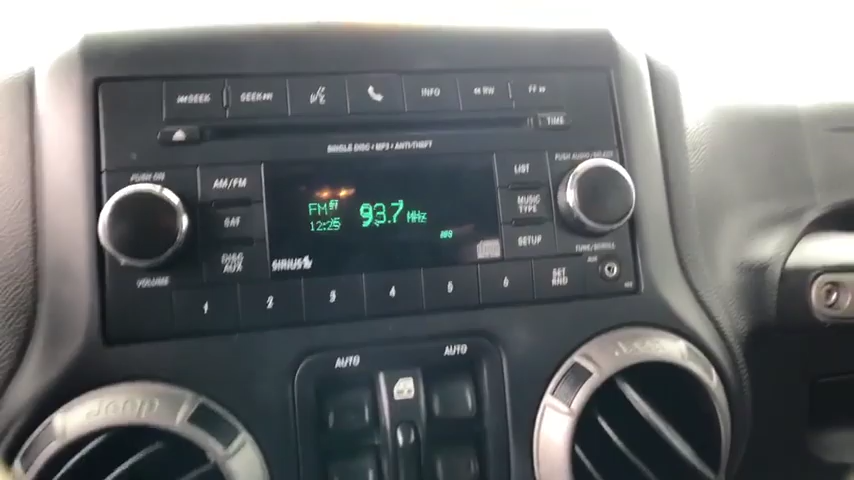 ⏮SEEK SEEK⏭ INFO ◂◂ RW FF ▸▸
TIME
SINGLE DISC • MP3 • ANTI-THEFT
PUSH ON PUSH AUDIO/SELECT
AM/FM LIST
FM ST 93.7 MHz
12:25
SAT MUSIC TYPE
DISC AUX SETUP
SIRIUS
VOLUME TUNE/SCROLL
AUX
1 2 3 4 5 6 SET RND
AUTO AUTO
Jeep Jeep